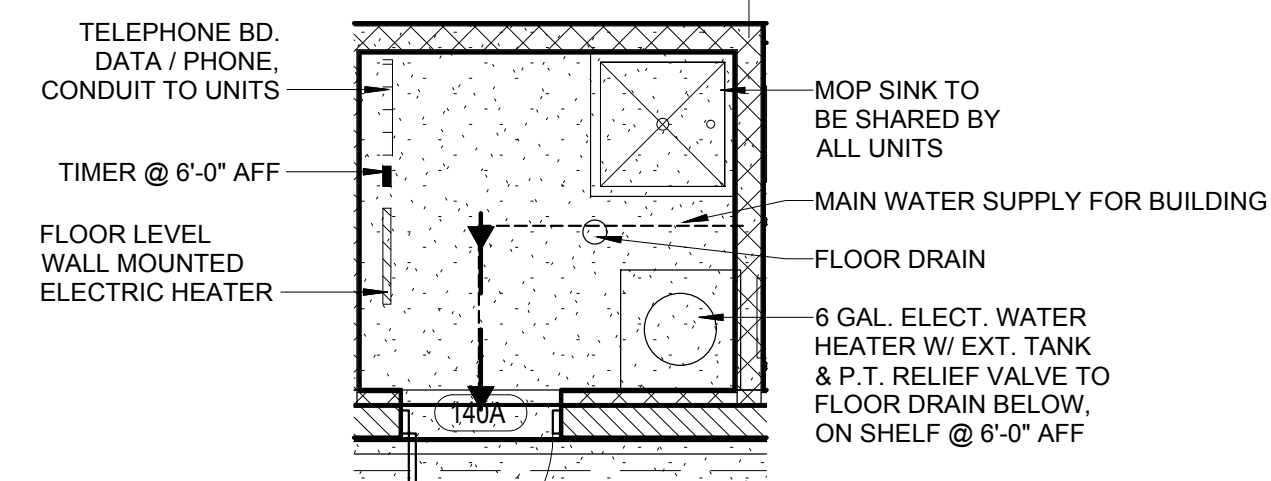 TELEPHONE BD.
DATA / PHONE,
CONDUIT TO UNITS
TIMER @ 6'-0" AFF
FLOOR LEVEL
WALL MOUNTED
ELECTRIC HEATER
MOP SINK TO
BE SHARED BY
ALL UNITS
MAIN WATER SUPPLY FOR BUILDING
FLOOR DRAIN
6 GAL. ELECT. WATER
HEATER W/ EXT. TANK
& P.T. RELIEF VALVE TO
FLOOR DRAIN BELOW,
ON SHELF @ 6'-0" AFF
140A